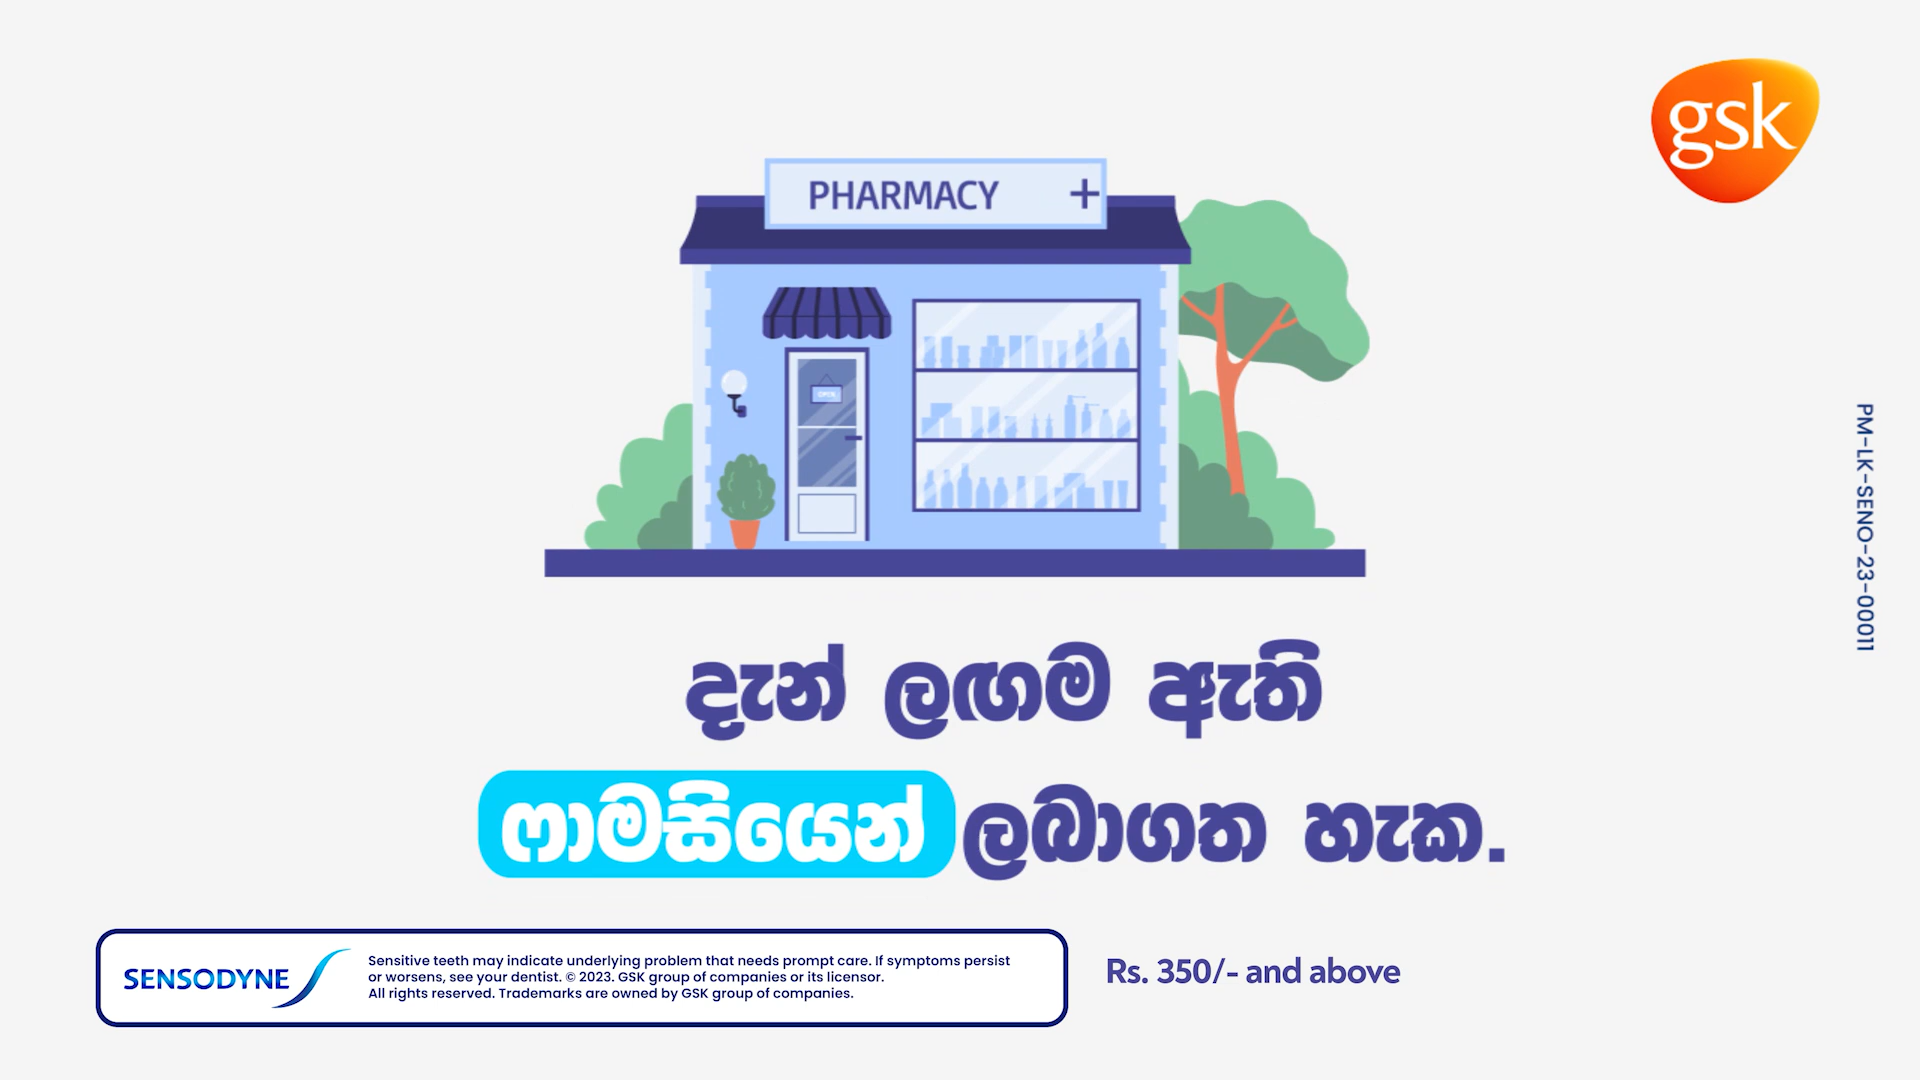 gsk
PHARMACY +
OPEN
දැන් ලඟම ඇති
ෆාමසියෙන් ලබාගත හැක.
SENSODYNE
Sensitive teeth may indicate underlying problem that needs prompt care. If symptoms persist
or worsens, see your dentist. © 2023. GSK group of companies or its licensor.
All rights reserved. Trademarks are owned by GSK group of companies.
Rs. 350/- and above
PM-LK-SENO-23-00011